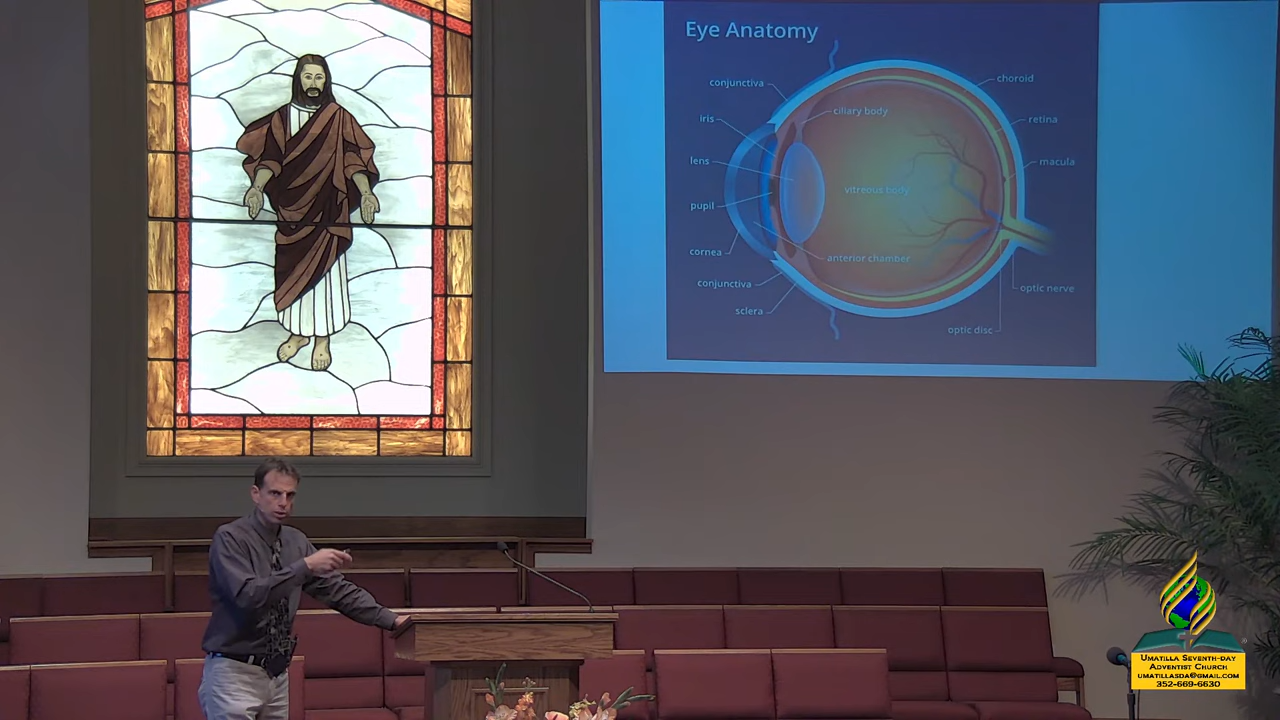 Eye Anatomy
conjunctiva
choroid
ciliary body
iris
retina
lens
macula
vitreous body
pupil
cornea
anterior chamber
conjunctiva
optic nerve
sclera
optic disc
Umatilla Seventh-day
Adventist Church
umatillasda@gmail.com
352-669-6630